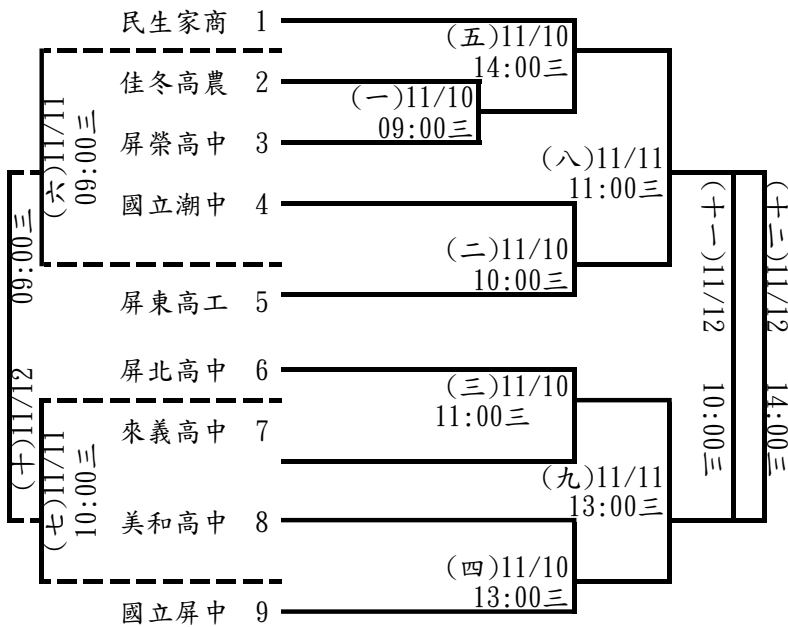 民生家商 1
(五)11/10
14:00三
佳冬高農 2
(一)11/10
09:00三
屏榮高中 3
(六)11/11
09:00三
(八)11/11
11:00三
國立潮中 4
(二)11/10
10:00三
屏東高工 5
(十)11/12 09:00三
(十一)11/12 10:00三
(十二)11/12 14:00三
屏北高中 6
(三)11/10
11:00三
來義高中 7
(七)11/11
10:00三
(九)11/11
13:00三
美和高中 8
(四)11/10
13:00三
國立屏中 9